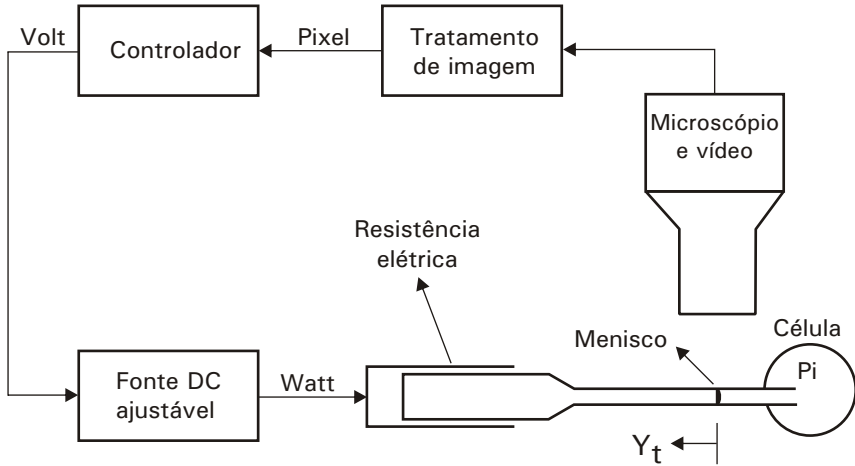 Volt
Controlador
Pixel
Tratamento
de imagem
Microscópio
e vídeo
Resistência
elétrica
Menisco
Célula
Pi
Fonte DC
ajustável
Watt
Yt